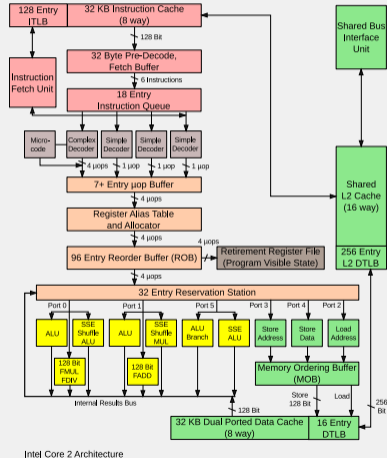 128 Entry
ITLB
32 KB Instruction Cache
(8 way)
Shared Bus
Interface
Unit
128 Bit
32 Byte Pre-Decode,
Fetch Buffer
Instruction
Fetch Unit
6 Instructions
18 Entry
Instruction Queue
Micro-
code
Complex
Decoder
Simple
Decoder
Simple
Decoder
Simple
Decoder
4 µops
1 µop
1 µop
1 µop
Shared
L2 Cache
(16 way)
7+ Entry µop Buffer
4 µops
Register Alias Table
and Allocator
4 µops
4 µops
96 Entry Reorder Buffer (ROB)
Retirement Register File
(Program Visible State)
256 Entry
L2 DTLB
4 µops
32 Entry Reservation Station
Port 0
Port 1
Port 5
Port 3
Port 4
Port 2
ALU
SSE
Shuffle
ALU
ALU
SSE
Shuffle
MUL
ALU
Branch
SSE
ALU
Store
Address
Store
Data
Load
Address
128 Bit
FMUL
FDIV
128 Bit
FADD
Memory Ordering Buffer
(MOB)
Internal Results Bus
Store
128 Bit
Load
128 Bit
256
Bit
32 KB Dual Ported Data Cache
(8 way)
16 Entry
DTLB
Intel Core 2 Architecture